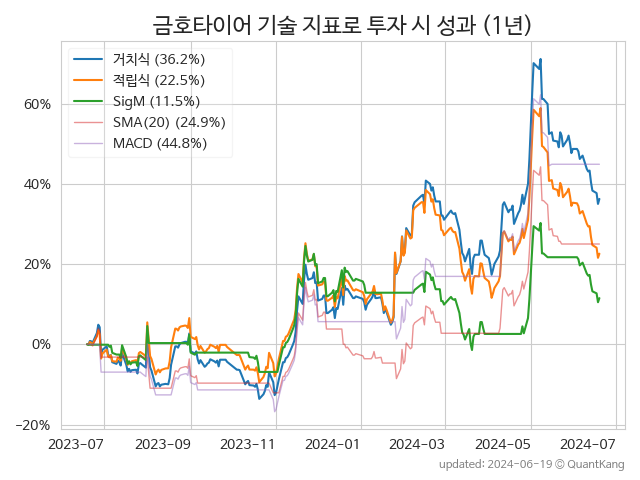 금호타이어 기술 지표로 투자 시 성과 (1년)
거치식 (36.2%)
적립식 (22.5%)
SigM (11.5%)
SMA(20) (24.9%)
MACD (44.8%)
60%
40%
20%
0%
−20%
2023-07 2023-09 2023-11 2024-01 2024-03 2024-05 2024-07
updated: 2024-06-19 © QuantKang